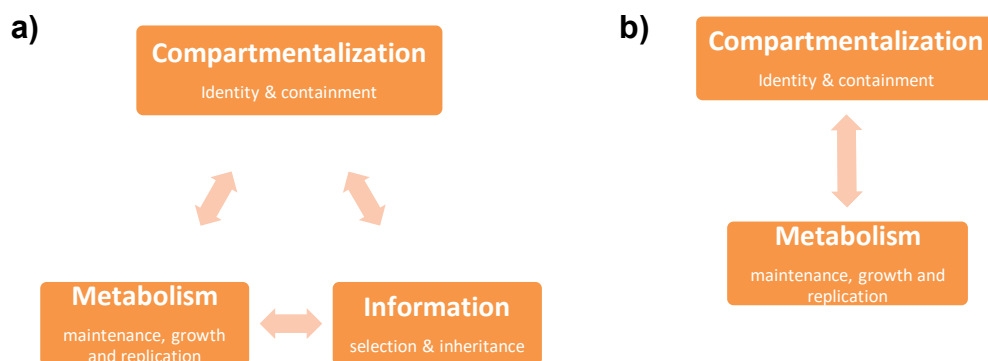 a)
Compartmentalization
Identity & containment
Metabolism
maintenance, growth
and replication
Information
selection & inheritance
b)
Compartmentalization
Identity & containment
Metabolism
maintenance, growth and
replication